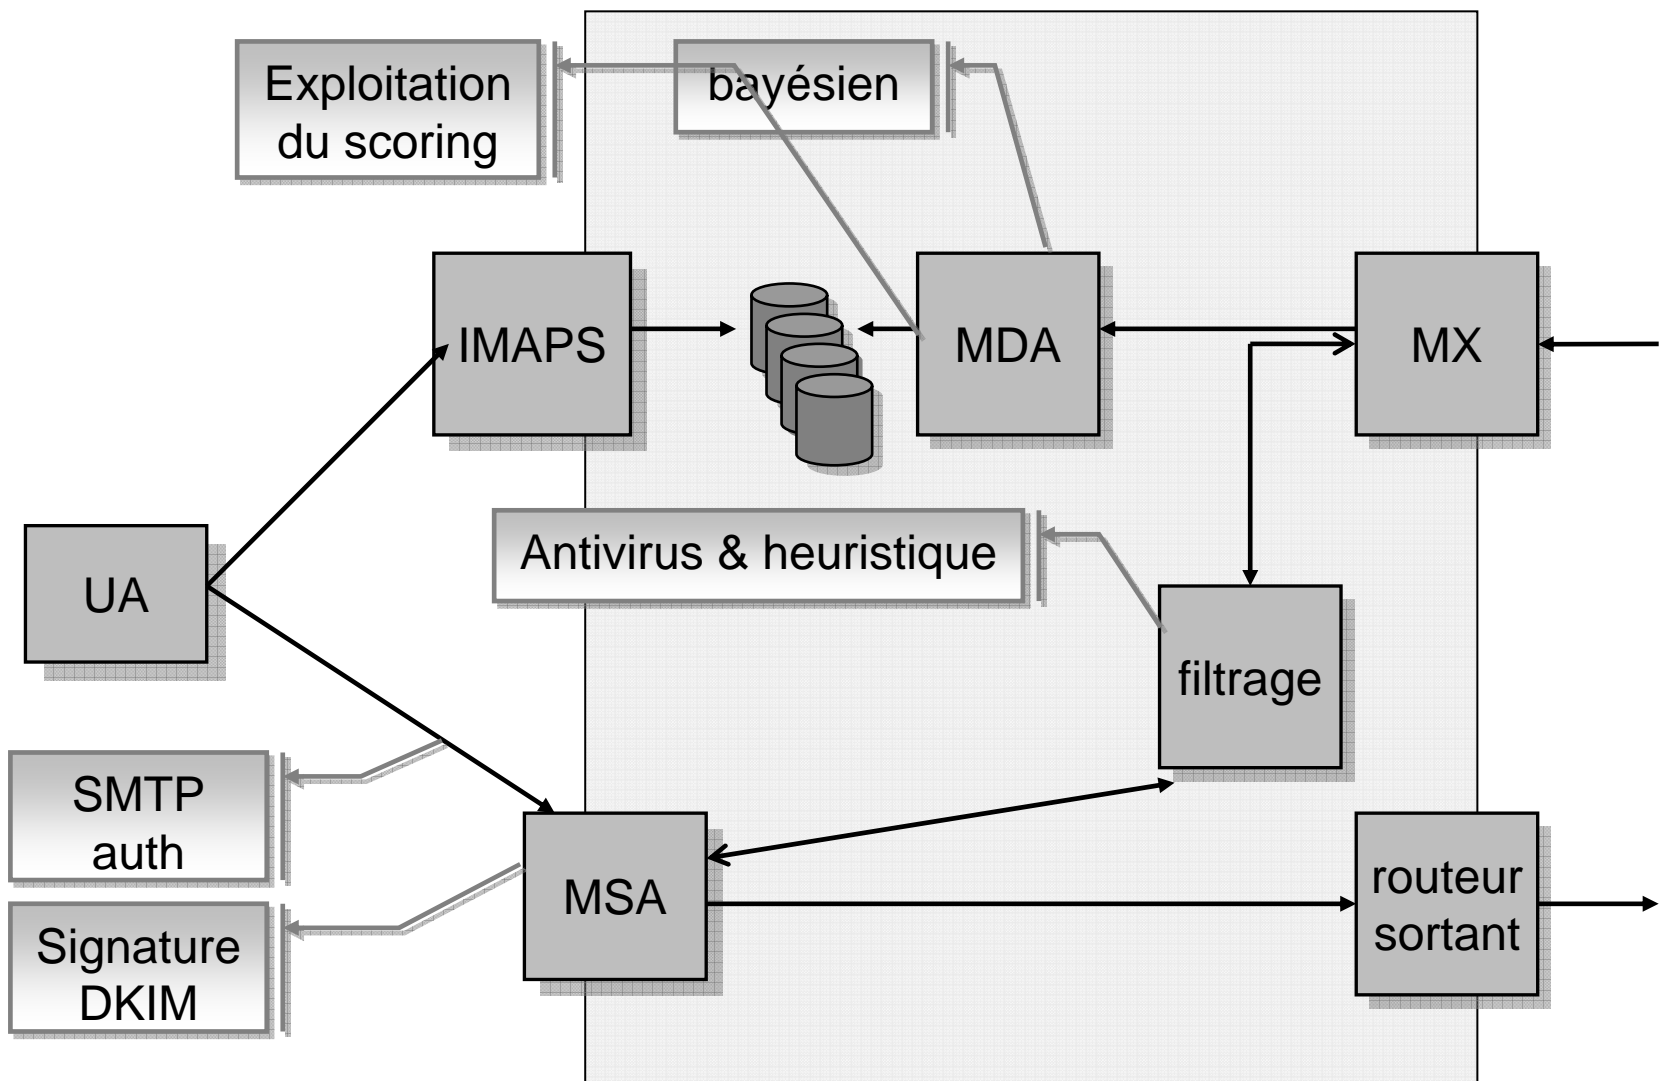 Exploitation
du scoring
bayésien
IMAPS
MDA
MX
Antivirus & heuristique
UA
filtrage
SMTP
auth
MSA
routeur
sortant
Signature
DKIM